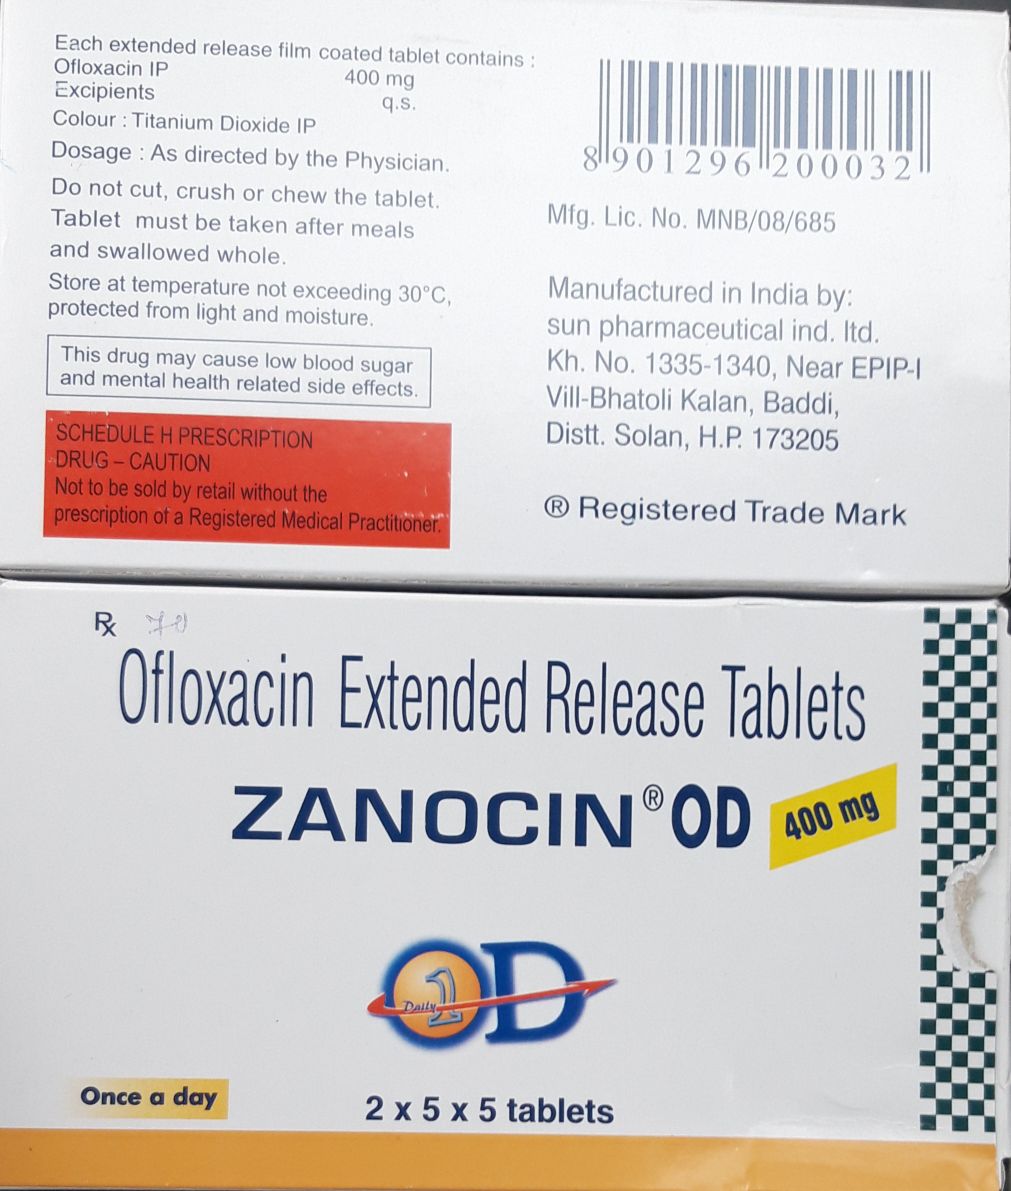 Each extended release film coated tablet contains :
Ofloxacin IP 400 mg
Excipients q.s.
Colour : Titanium Dioxide IP
Dosage : As directed by the Physician.
Do not cut, crush or chew the tablet.
Tablet must be taken after meals
and swallowed whole.
Store at temperature not exceeding 30°C,
protected from light and moisture.
This drug may cause low blood sugar
and mental health related side effects.
SCHEDULE H PRESCRIPTION
DRUG – CAUTION
Not to be sold by retail without the
prescription of a Registered Medical Practitioner.
8 901296 200032
Mfg. Lic. No. MNB/08/685
Manufactured in India by:
sun pharmaceutical ind. ltd.
Kh. No. 1335-1340, Near EPIP-I
Vill-Bhatoli Kalan, Baddi,
Distt. Solan, H.P. 173205
® Registered Trade Mark
Rx
Ofloxacin Extended Release Tablets
ZANOCIN® OD 400 mg
OD
1 Daily
Once a day
2 x 5 x 5 tablets